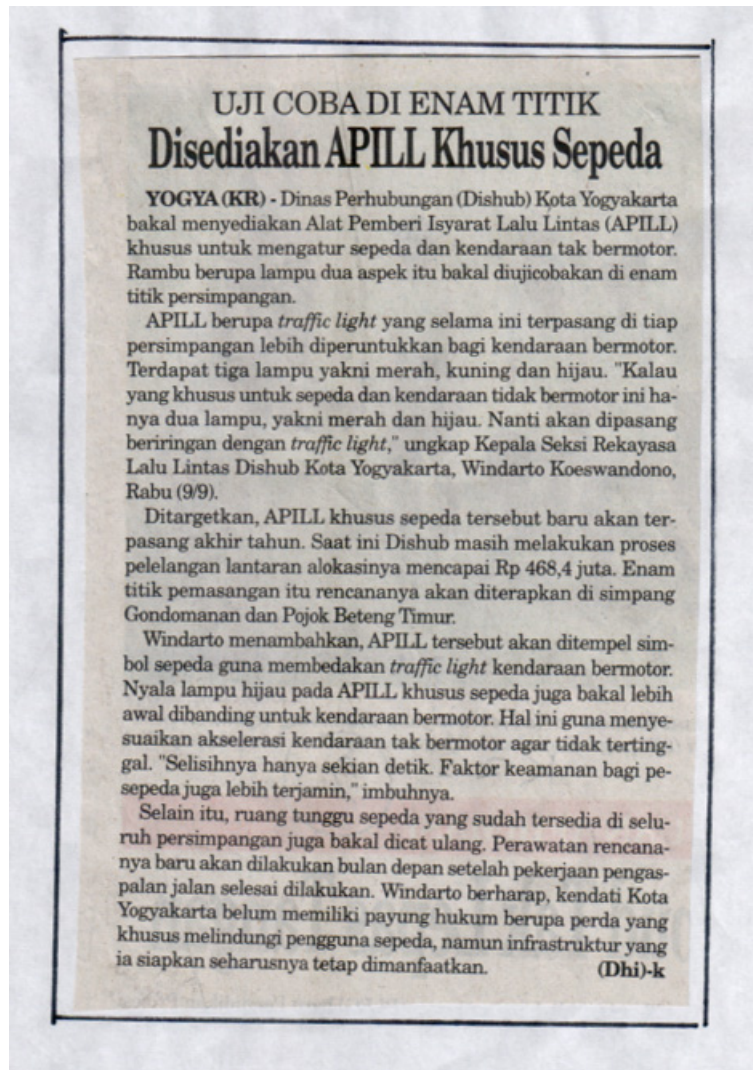 UJI COBA DI ENAM TITIK
Disediakan APILL Khusus Sepeda
YOGYA (KR) - Dinas Perhubungan (Dishub) Kota Yogyakarta
bakal menyediakan Alat Pemberi Isyarat Lalu Lintas (APILL)
khusus untuk mengatur sepeda dan kendaraan tak bermotor.
Rambu berupa lampu dua aspek itu bakal diujicobakan di enam
titik persimpangan.
APILL berupa traffic light yang selama ini terpasang di tiap
persimpangan lebih diperuntukkan bagi kendaraan bermotor.
Terdapat tiga lampu yakni merah, kuning dan hijau. "Kalau
yang khusus untuk sepeda dan kendaraan tidak bermotor ini ha-
nya dua lampu, yakni merah dan hijau. Nanti akan dipasang
beriringan dengan traffic light," ungkap Kepala Seksi Rekayasa
Lalu Lintas Dishub Kota Yogyakarta, Windarto Koeswandono,
Rabu (9/9).
Ditargetkan, APILL khusus sepeda tersebut baru akan ter-
pasang akhir tahun. Saat ini Dishub masih melakukan proses
pelelangan lantaran alokasinya mencapai Rp 468,4 juta. Enam
titik pemasangan itu rencananya akan diterapkan di simpang
Gondomanan dan Pojok Beteng Timur.
Windarto menambahkan, APILL tersebut akan ditempel sim-
bol sepeda guna membedakan traffic light kendaraan bermotor.
Nyala lampu hijau pada APILL khusus sepeda juga bakal lebih
awal dibanding untuk kendaraan bermotor. Hal ini guna menye-
suaikan akselerasi kendaraan tak bermotor agar tidak terting-
gal. "Selisihnya hanya sekian detik. Faktor keamanan bagi pe-
sepeda juga lebih terjamin," imbuhnya.
Selain itu, ruang tunggu sepeda yang sudah tersedia di selu-
ruh persimpangan juga bakal dicat ulang. Perawatan rencana-
nya baru akan dilakukan bulan depan setelah pekerjaan pengas-
palan jalan selesai dilakukan. Windarto berharap, kendati Kota
Yogyakarta belum memiliki payung hukum berupa perda yang
khusus melindungi pengguna sepeda, namun infrastruktur yang
ia siapkan seharusnya tetap dimanfaatkan. (Dhi)-k